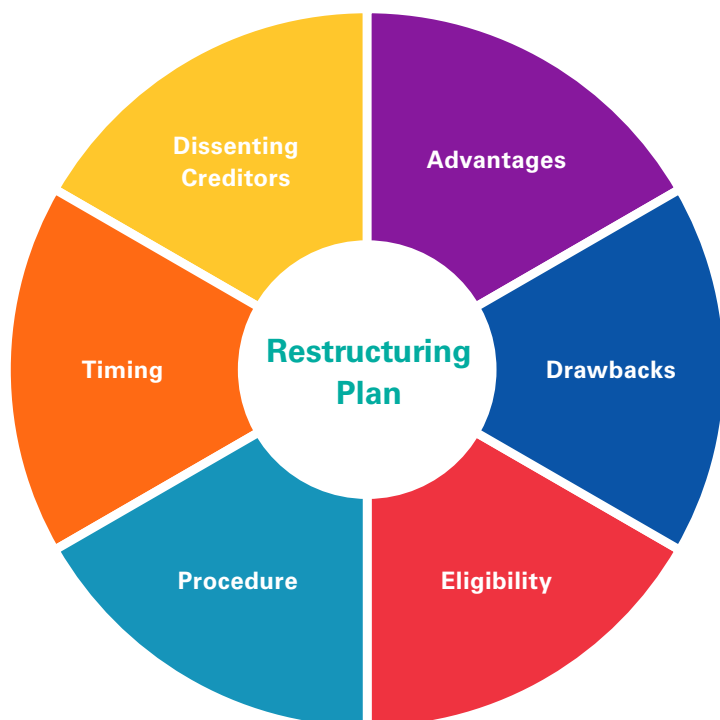 Dissenting
Creditors
Advantages
Timing
Restructuring
Plan
Drawbacks
Procedure
Eligibility